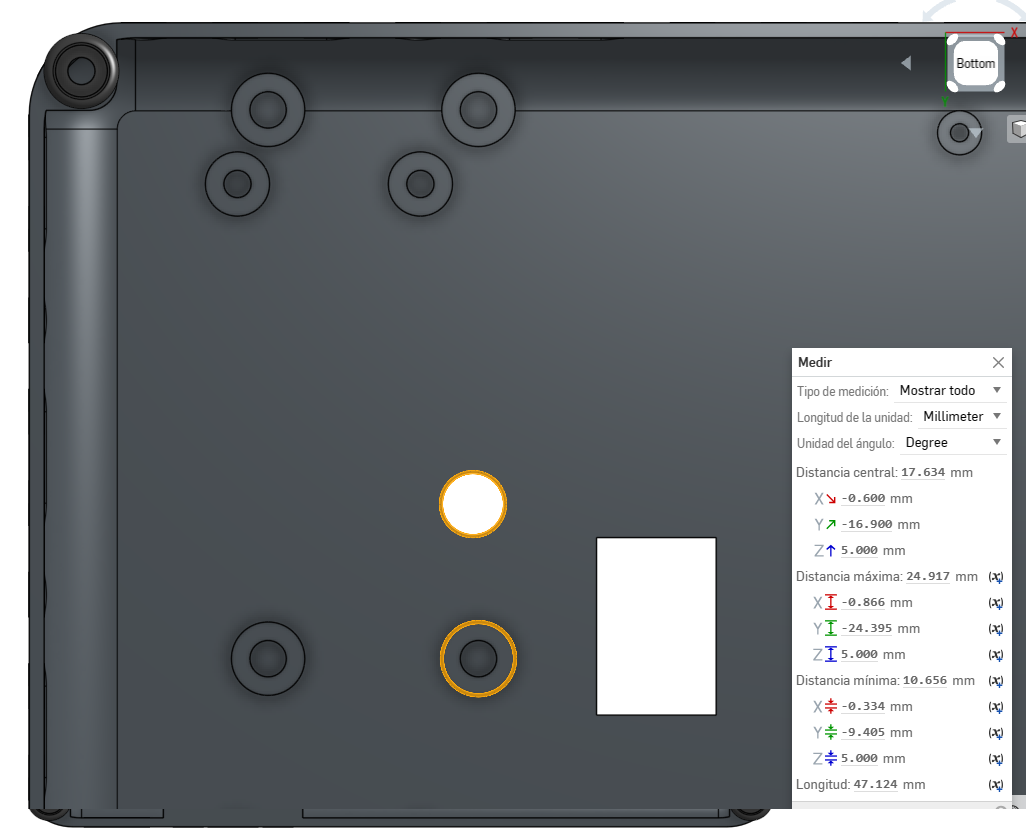 X
Bottom
Y
Medir
Tipo de medición: Mostrar todo
Longitud de la unidad: Millimeter
Unidad del ángulo: Degree
Distancia central: 17.634 mm
X -0.600 mm
Y -16.900 mm
Z 5.000 mm
Distancia máxima: 24.917 mm (x)
X -0.866 mm (x)
Y -24.395 mm (x)
Z 5.000 mm (x)
Distancia mínima: 10.656 mm (x)
X -0.334 mm (x)
Y -9.405 mm (x)
Z 5.000 mm (x)
Longitud: 47.124 mm (x)